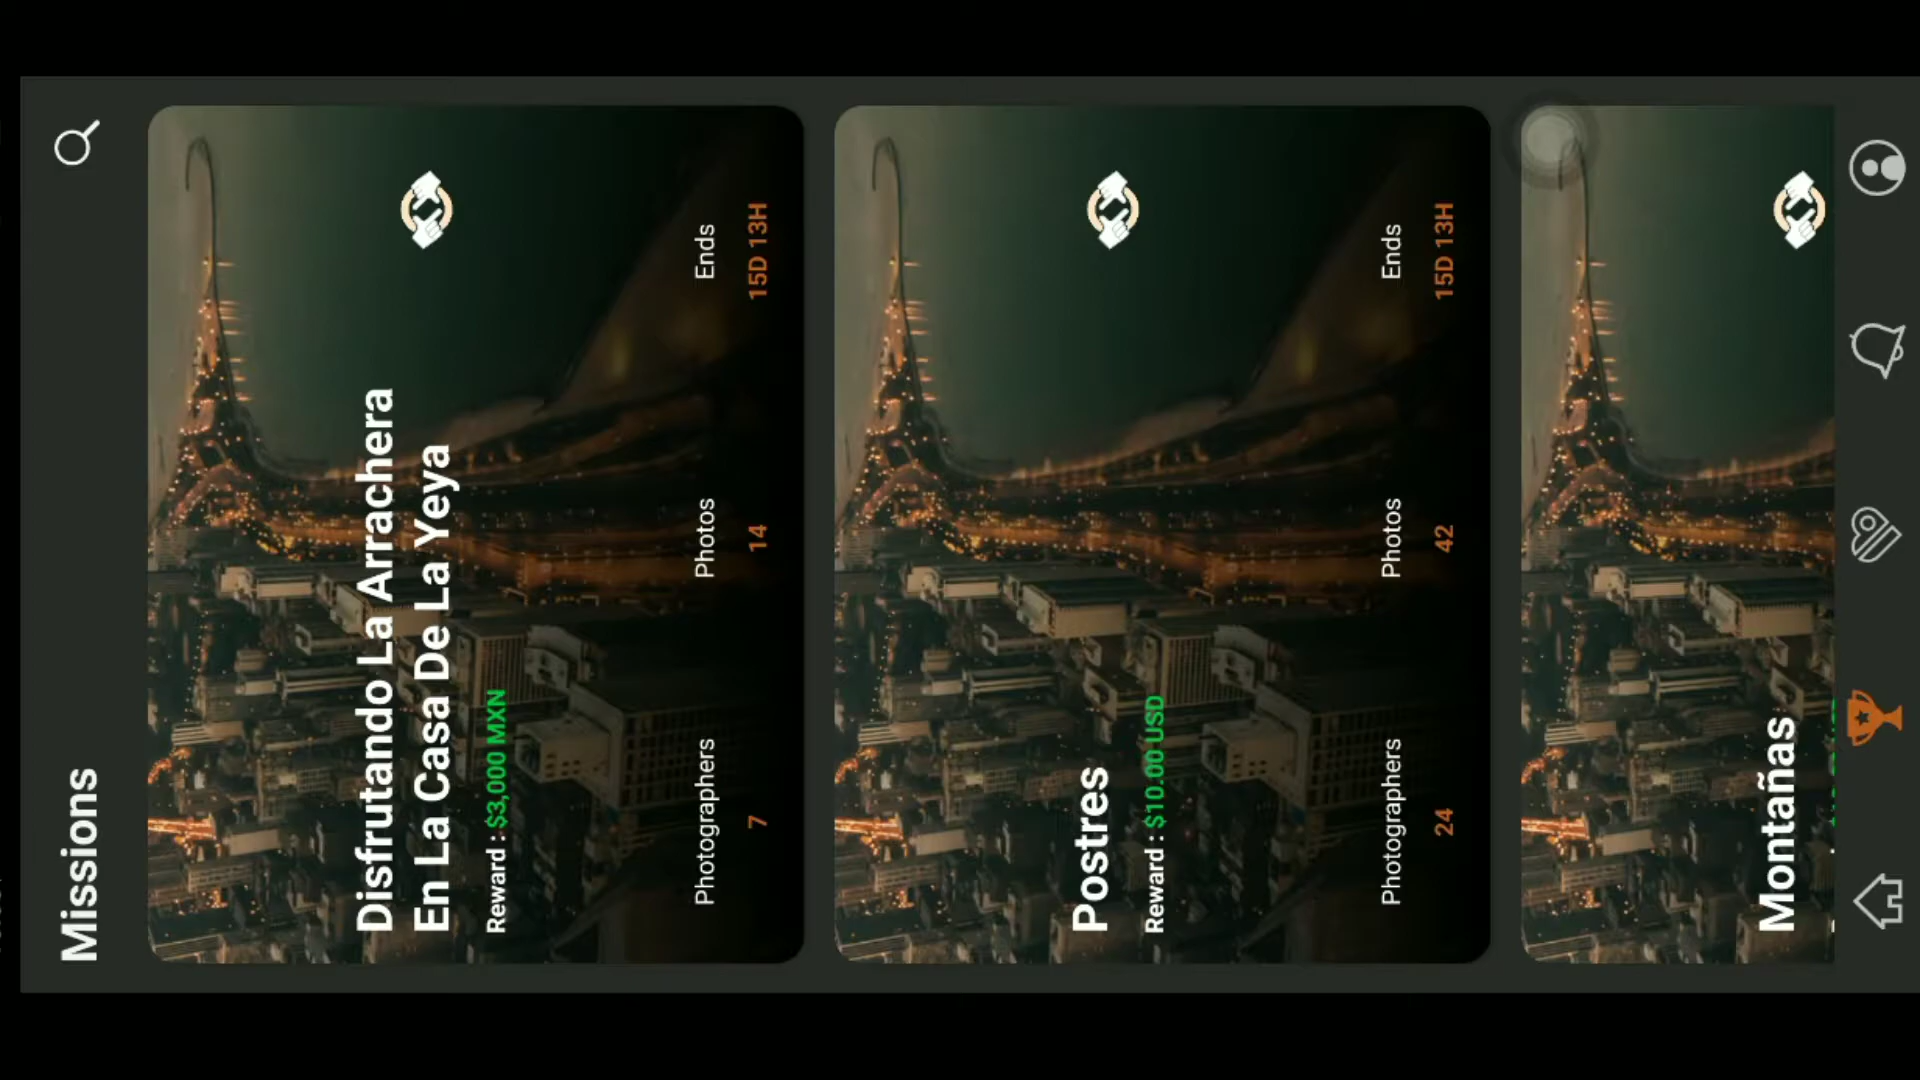 Missions
Disfrutando La Arrachera
En La Casa De La Yeya
Reward : $3,000 MXN
Photographers
Photos
Ends
7
14
15D 13H
Postres
Reward : $10.00 USD
Photographers
Photos
Ends
24
42
15D 13H
Montañas